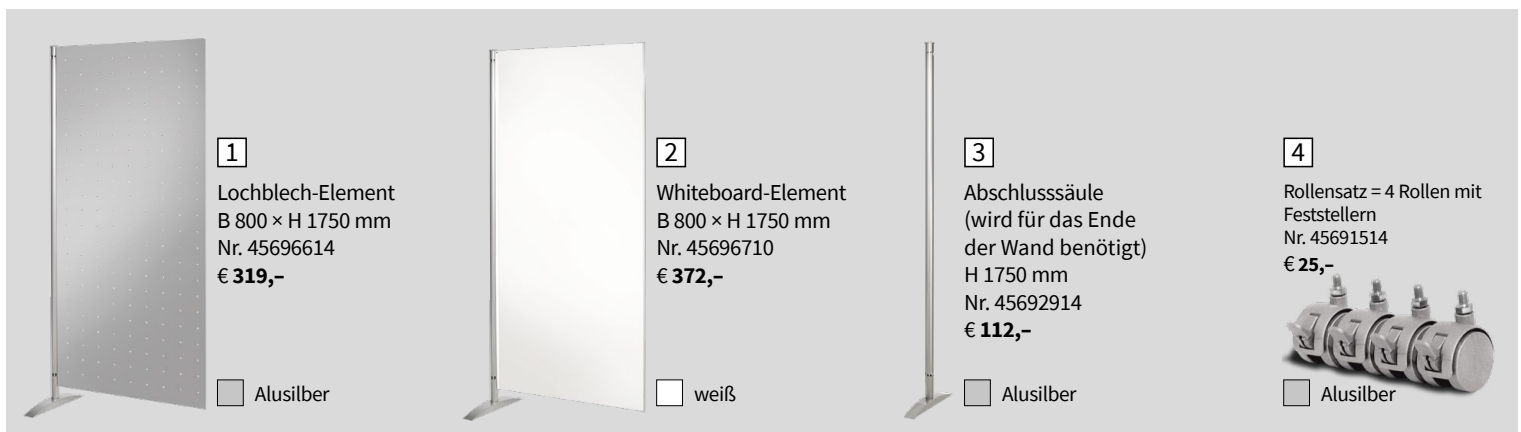 1
Lochblech-Element
B 800 × H 1750 mm
Nr. 45696614
€ 319,–
Alusilber
2
Whiteboard-Element
B 800 × H 1750 mm
Nr. 45696710
€ 372,–
weiß
3
Abschlusssäule
(wird für das Ende
der Wand benötigt)
H 1750 mm
Nr. 45692914
€ 112,–
Alusilber
4
Rollensatz = 4 Rollen mit
Feststellern
Nr. 45691514
€ 25,–
Alusilber